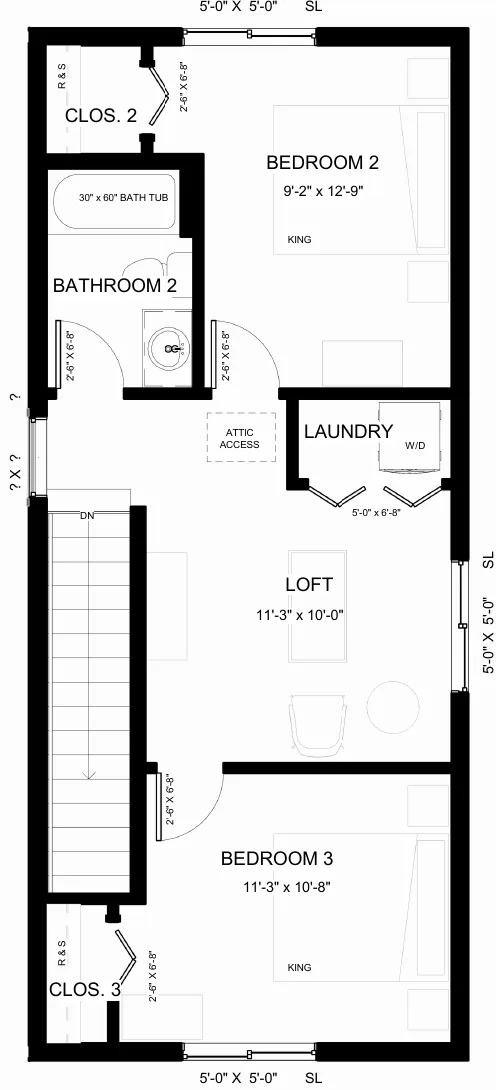 5'-0" X 5'-0" SL
R & S
2'-6" X 6'-8"
CLOS. 2
BEDROOM 2
9'-2" x 12'-9"
30" x 60" BATH TUB
KING
BATHROOM 2
2'-6" X 6'-8"
2'-6" X 6'-8"
? X ? ?
ATTIC
ACCESS
LAUNDRY
W/D
5'-0" x 6'-8"
DN
5'-0" X 5'-0" SL
LOFT
11'-3" x 10'-0"
2'-6" X 6'-8"
BEDROOM 3
11'-3" x 10'-8"
R & S
2'-6" X 6'-8"
KING
CLOS. 3
5'-0" X 5'-0" SL